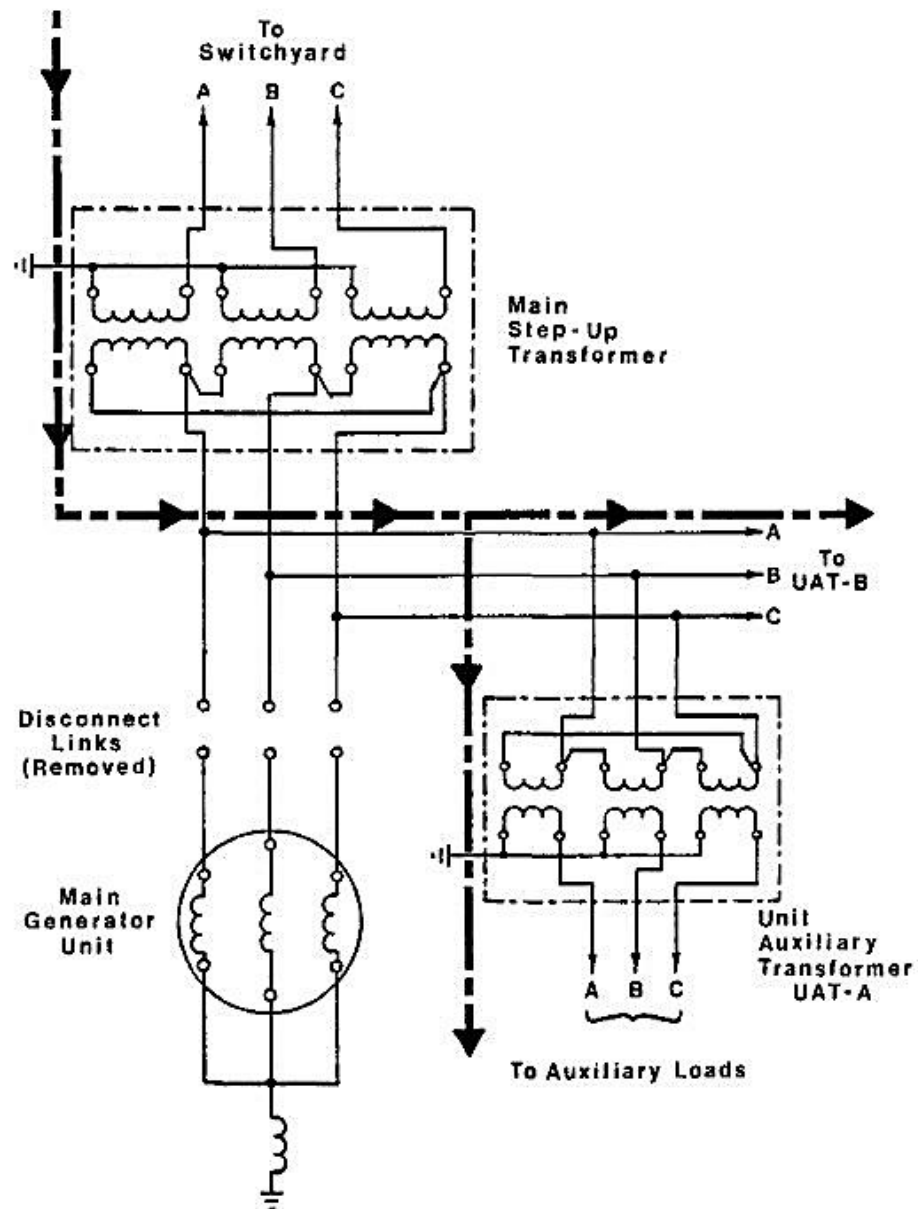 To
Switchyard
A B C
Main
Step-Up
Transformer
A
To
UAT-B
B
C
Disconnect
Links
(Removed)
Main
Generator
Unit
Unit
Auxiliary
Transformer
UAT-A
A B C
To Auxiliary Loads